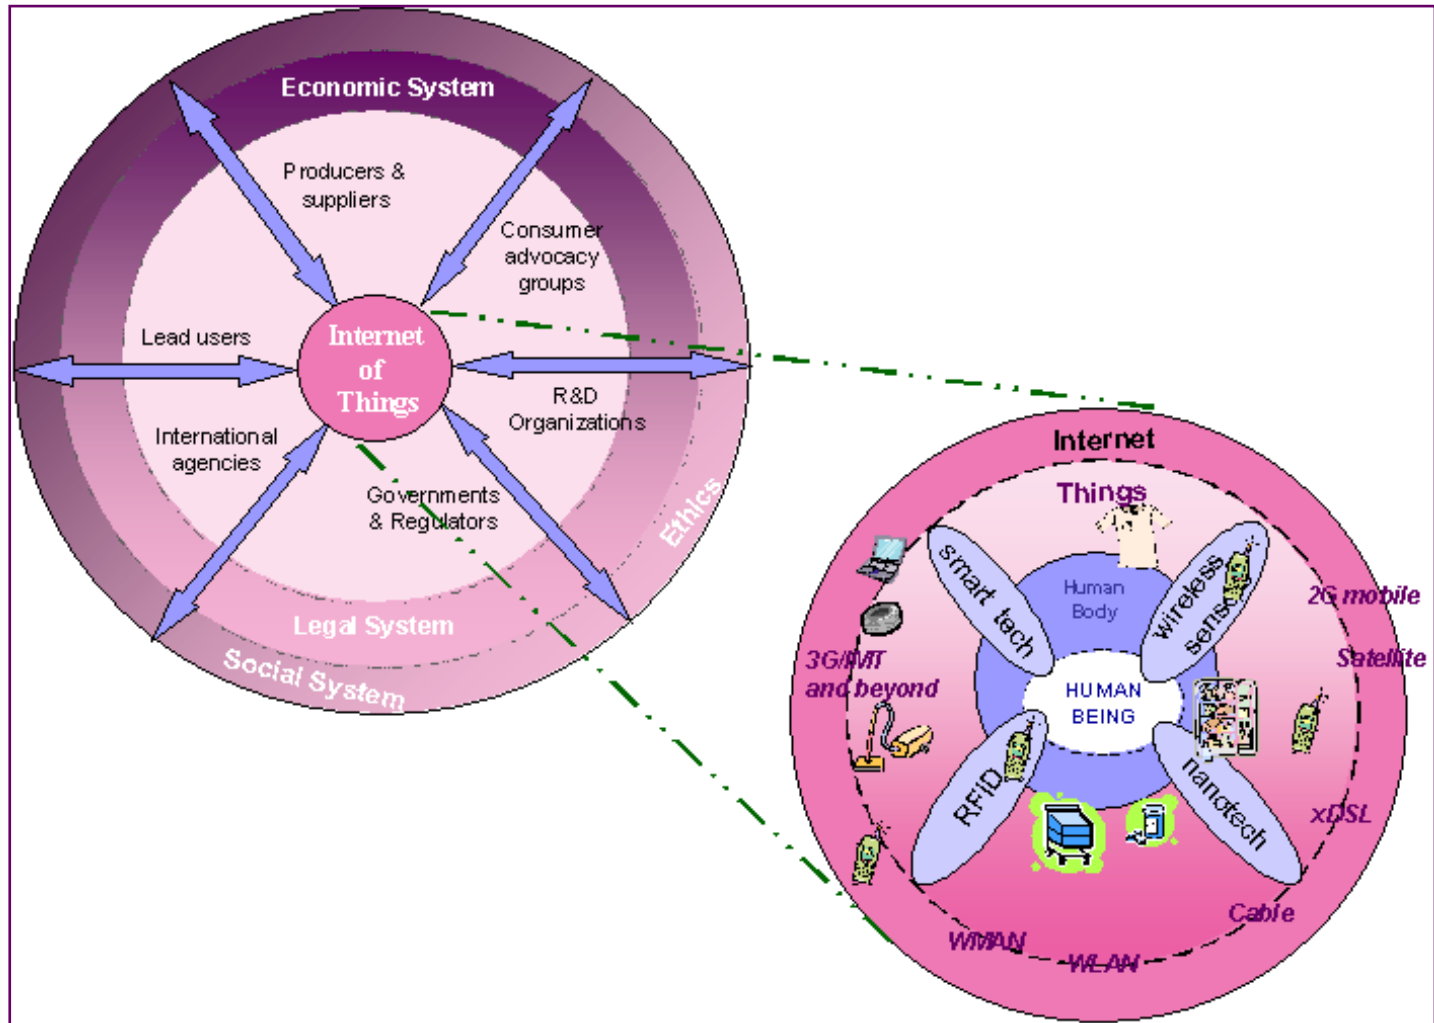 Economic System
Producers &
suppliers
Consumer
advocacy
groups
Lead users
Internet
of
Things
R&D
Organizations
International
agencies
Governments
& Regulators
Ethics
Legal System
Social System
Internet
Things
smart tech
Human
Body
wireless
2G mobile
Satellite
3G/IMT
and beyond
HUMAN
BEING
RFID
nanotech
xDSL
Cable
WMAN
WLAN